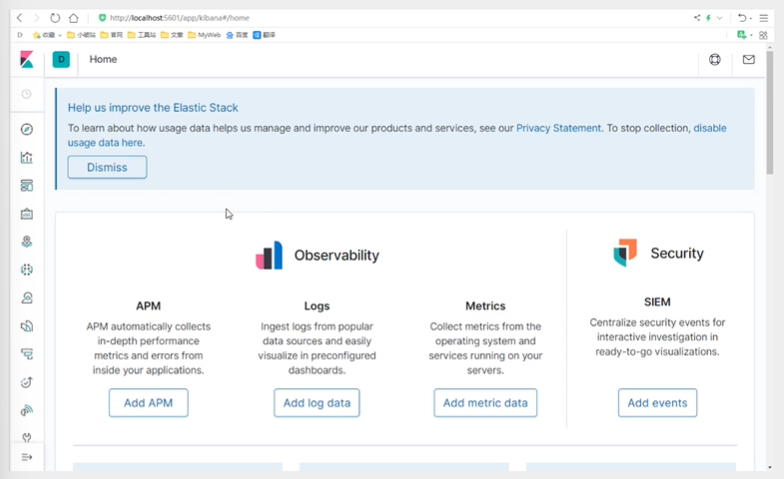 http://localhost:5601/app/kibana#/home
收藏 小破站 官网 工具站 文章 MyWeb 百度 翻译
D Home
Help us improve the Elastic Stack
To learn about how usage data helps us manage and improve our products and services, see our Privacy Statement. To stop collection, disable
usage data here.
Dismiss
Observability
Security
APM
APM automatically collects
in-depth performance
metrics and errors from
inside your applications.
Add APM
Logs
Ingest logs from popular
data sources and easily
visualize in preconfigured
dashboards.
Add log data
Metrics
Collect metrics from the
operating system and
services running on your
servers.
Add metric data
SIEM
Centralize security events for
interactive investigation in
ready-to-go visualizations.
Add events